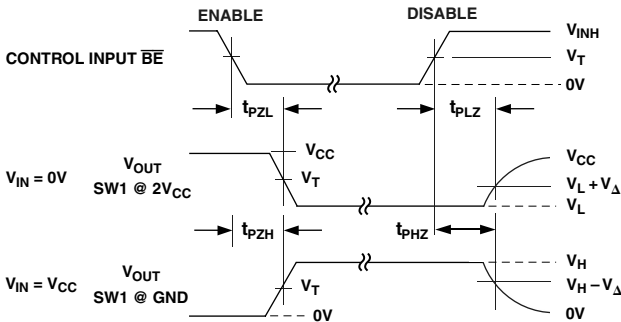 ENABLE
DISABLE
CONTROL INPUT B̅E̅
V_INH
V_T
0V
t_PZL
t_PLZ
V_IN = 0V
V_OUT
SW1 @ 2V_CC
V_CC
V_T
V_CC
V_L + V_Δ
V_L
t_PZH
t_PHZ
V_IN = V_CC
V_OUT
SW1 @ GND
V_T
0V
V_H
V_H − V_Δ
0V